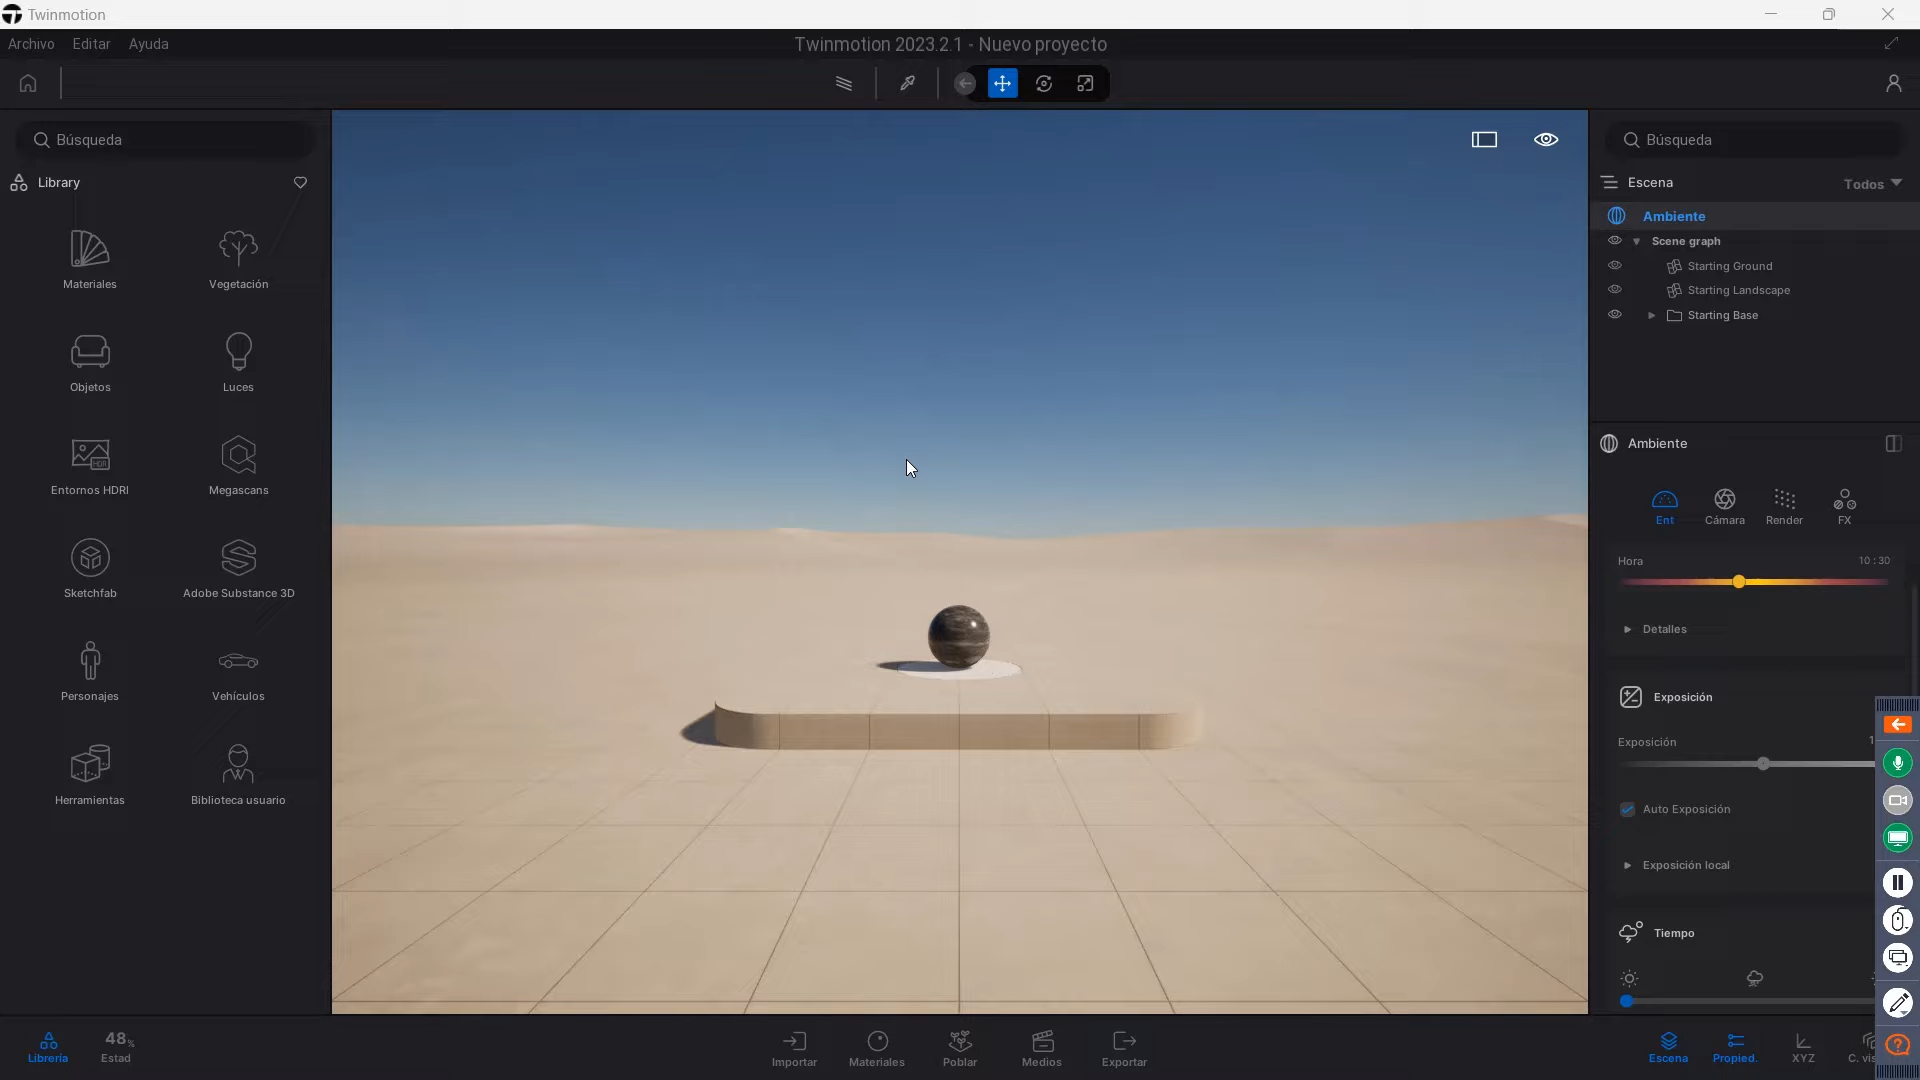 Twinmotion
Archivo Editar Ayuda
Twinmotion 2023.2.1 - Nuevo proyecto
Búsqueda
Library
Materiales Vegetación
Objetos Luces
Entornos HDRI Megascans
Sketchfab Adobe Substance 3D
Personajes Vehículos
Herramientas Biblioteca usuario
Búsqueda
Escena Todos
Ambiente
Scene graph
Starting Ground
Starting Landscape
Starting Base
Ambiente
Ent Cámara Render FX
Hora 10 : 30
Detalles
Exposición
Exposición
Auto Exposición
Exposición local
Tiempo
Librería
48%
Estad
Importar Materiales Poblar Medios Exportar
Escena Propied. XYZ C. vis